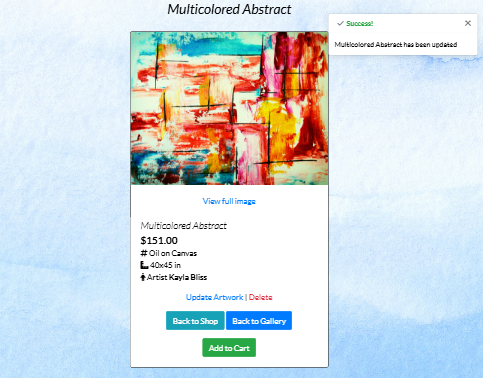 Multicolored Abstract
Success!
Multicolored Abstract has been updated
View full image
Multicolored Abstract
$151.00
# Oil on Canvas
40x45 in
Artist Kayla Bliss
Update Artwork | Delete
Back to Shop Back to Gallery
Add to Cart